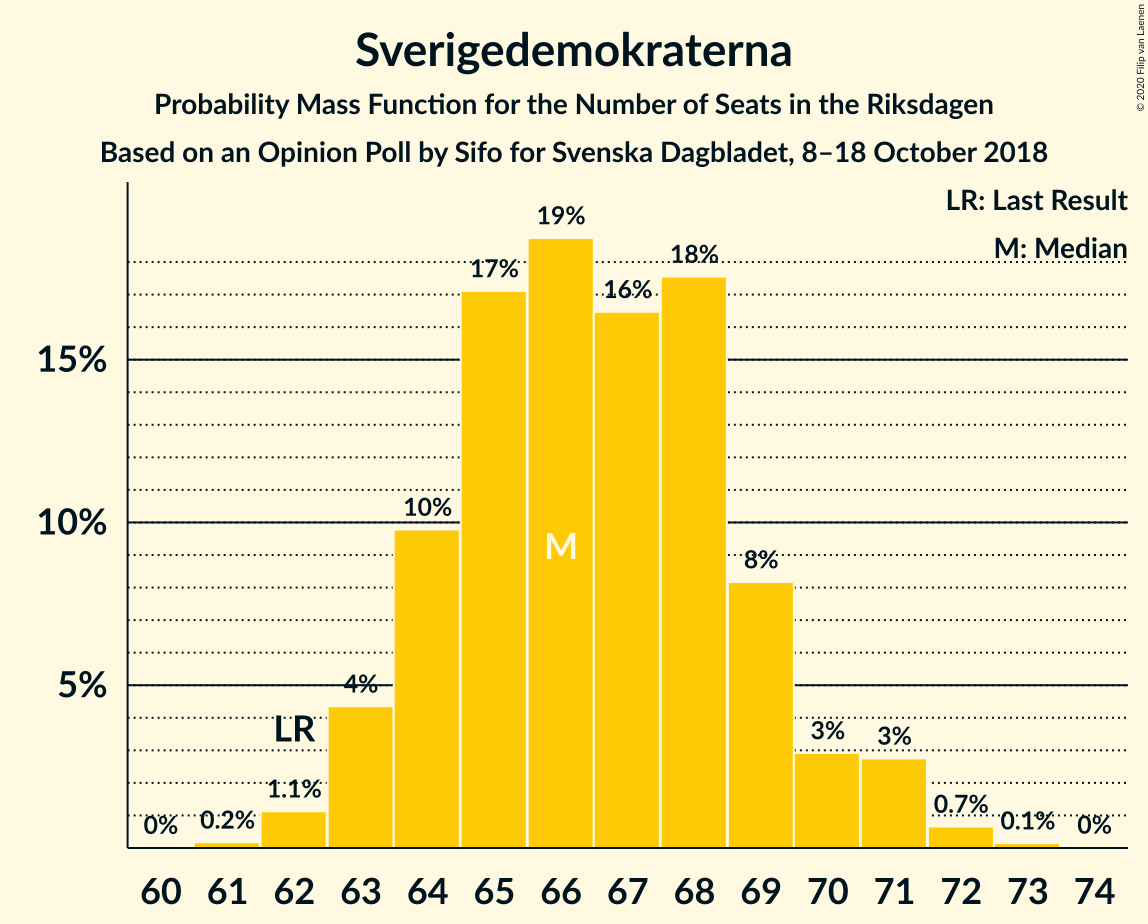 Sverigedemokraterna
Probability Mass Function for the Number of Seats in the Riksdagen
Based on an Opinion Poll by Sifo for Svenska Dagbladet, 8–18 October 2018
© 2020 Filip van Laenen
LR: Last Result
M: Median
15%
10%
5%
0%
0.2%
1.1%
LR
4%
10%
17%
19%
M
16%
18%
8%
3%
3%
0.7%
0.1%
0%
60 61 62 63 64 65 66 67 68 69 70 71 72 73 74